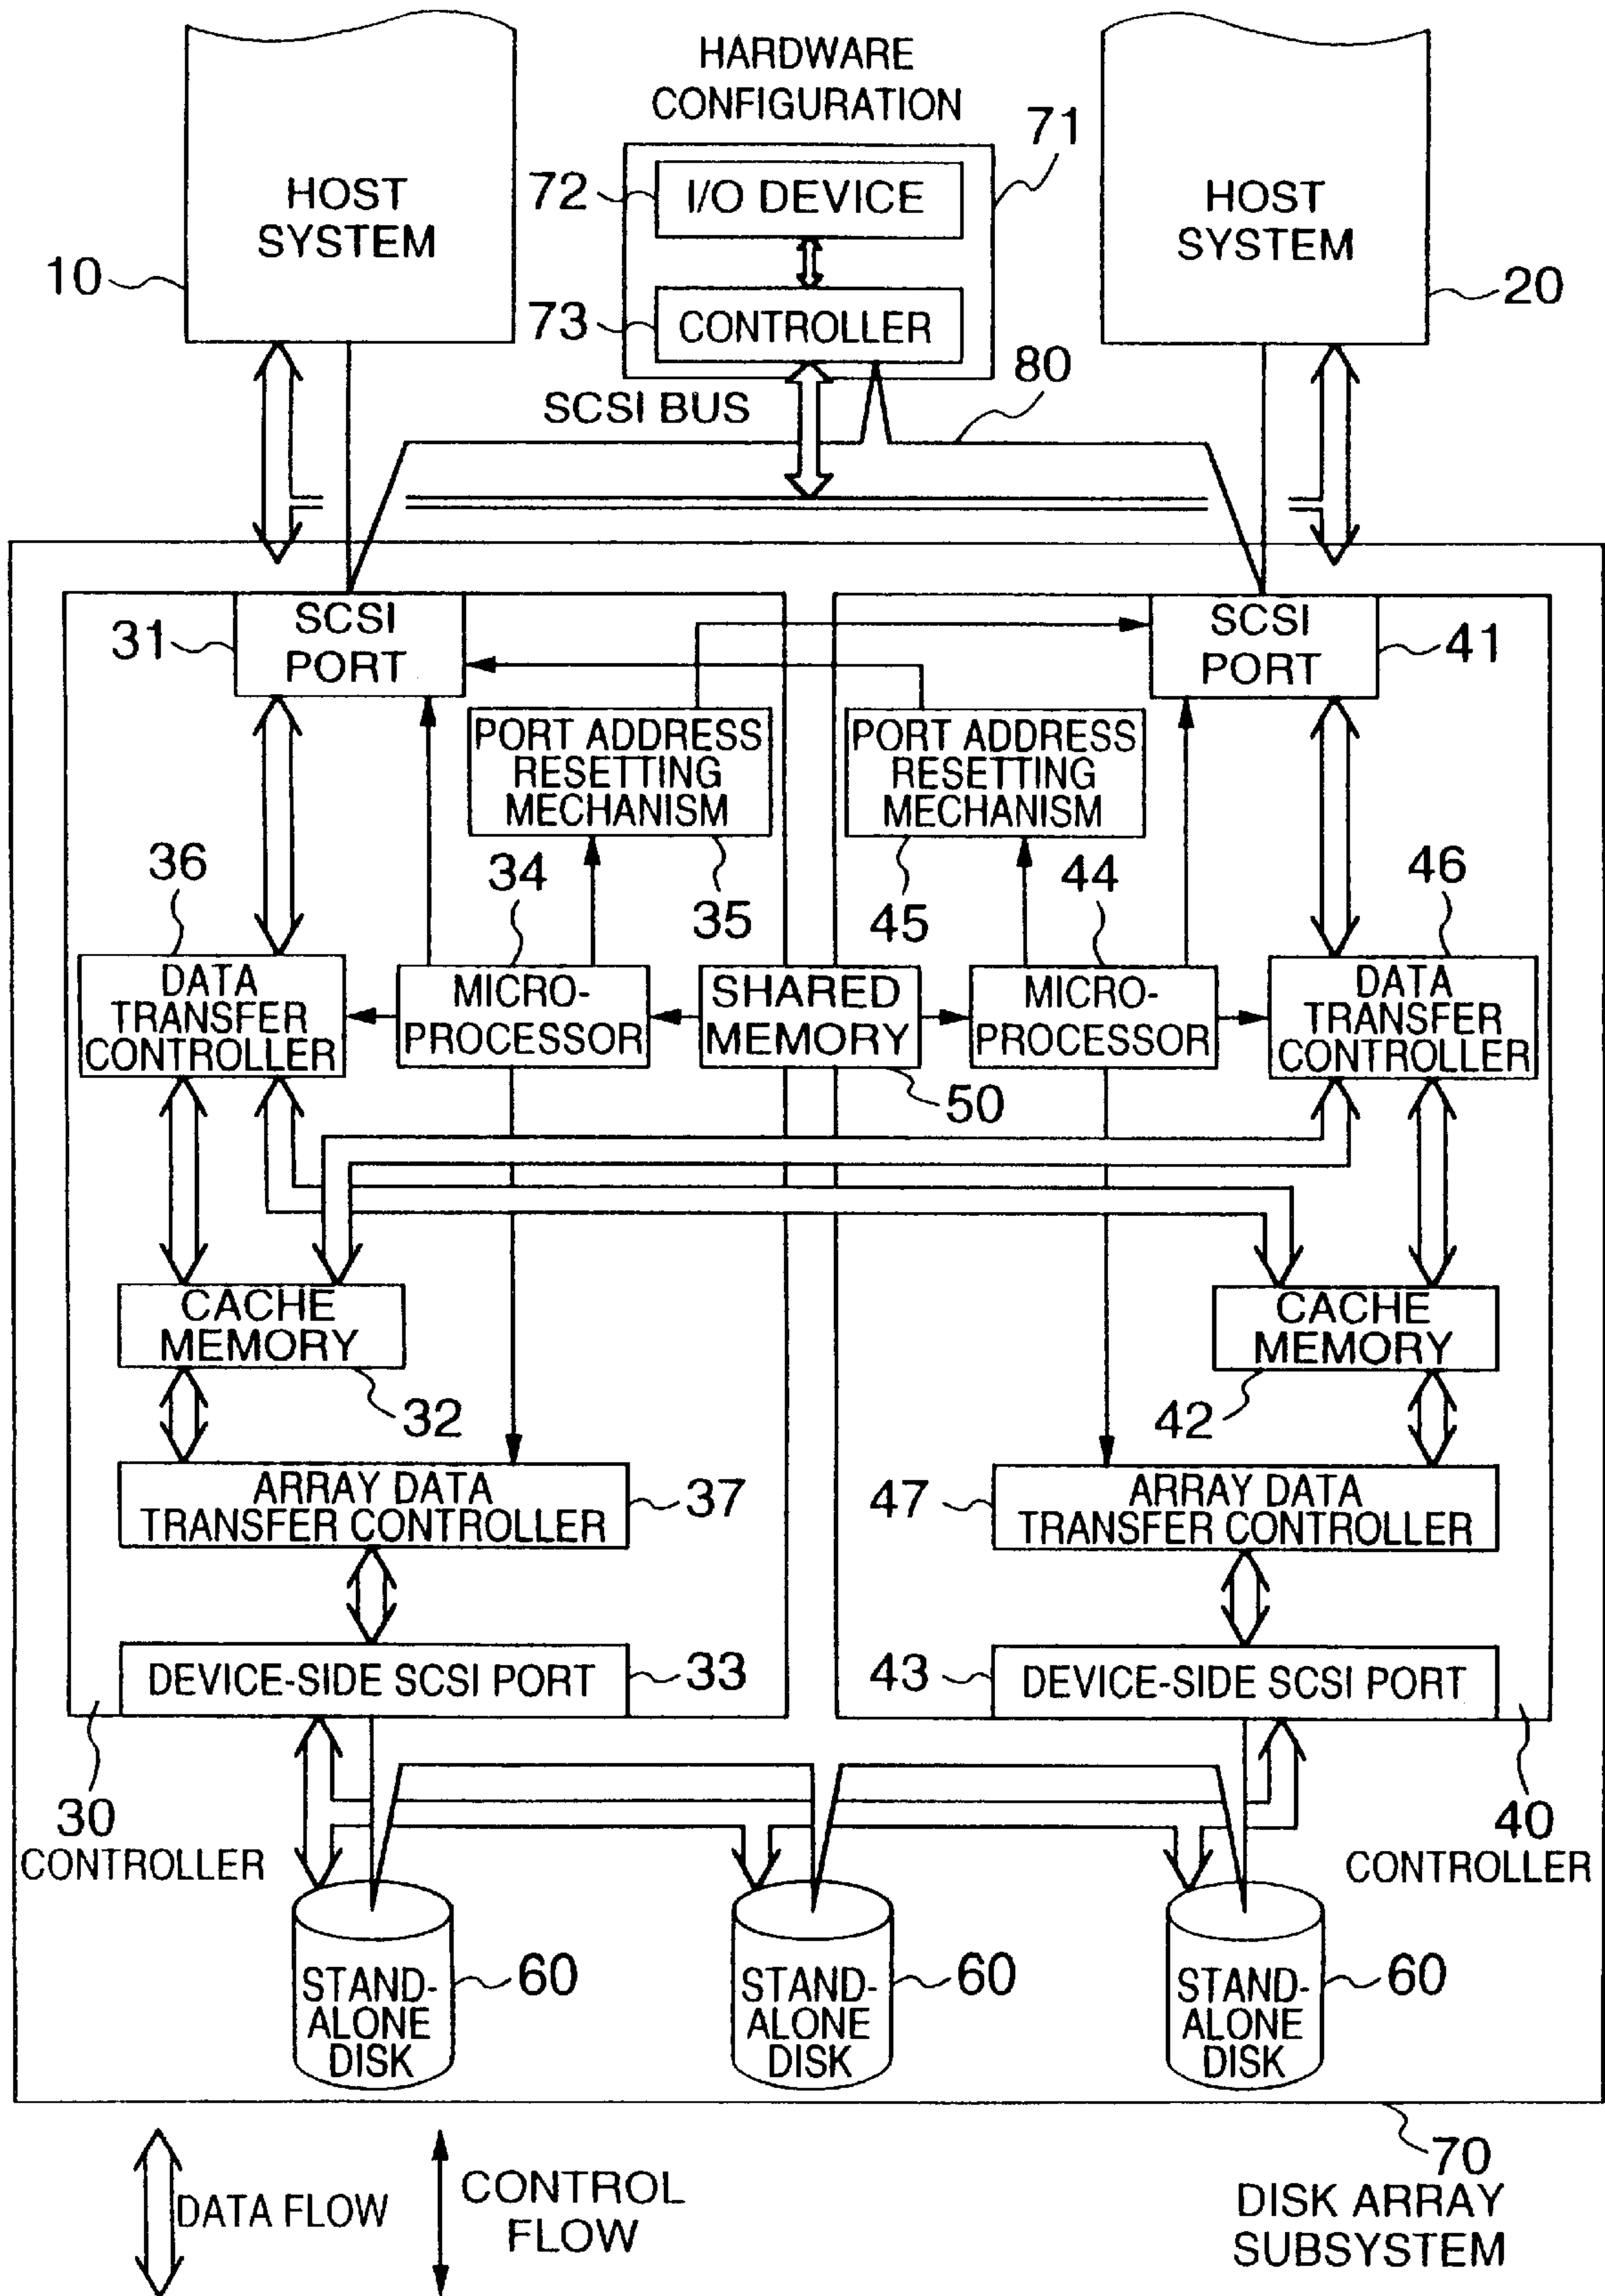 HARDWARE
CONFIGURATION
71
72
I/O DEVICE
HOST
SYSTEM
10
HOST
SYSTEM
20
73
CONTROLLER
80
SCSI BUS
31
SCSI
PORT
SCSI
PORT
41
PORT ADDRESS
RESETTING
MECHANISM
PORT ADDRESS
RESETTING
MECHANISM
36
34
35
45
44
46
DATA
TRANSFER
CONTROLLER
MICRO-
PROCESSOR
SHARED
MEMORY
MICRO-
PROCESSOR
DATA
TRANSFER
CONTROLLER
50
CACHE
MEMORY
CACHE
MEMORY
32
42
ARRAY DATA
TRANSFER CONTROLLER
37
47
ARRAY DATA
TRANSFER CONTROLLER
DEVICE-SIDE SCSI PORT
33
43
DEVICE-SIDE SCSI PORT
30
CONTROLLER
40
CONTROLLER
STAND-
ALONE
DISK
60
STAND-
ALONE
DISK
60
STAND-
ALONE
DISK
60
70
DISK ARRAY
SUBSYSTEM
DATA FLOW
CONTROL
FLOW